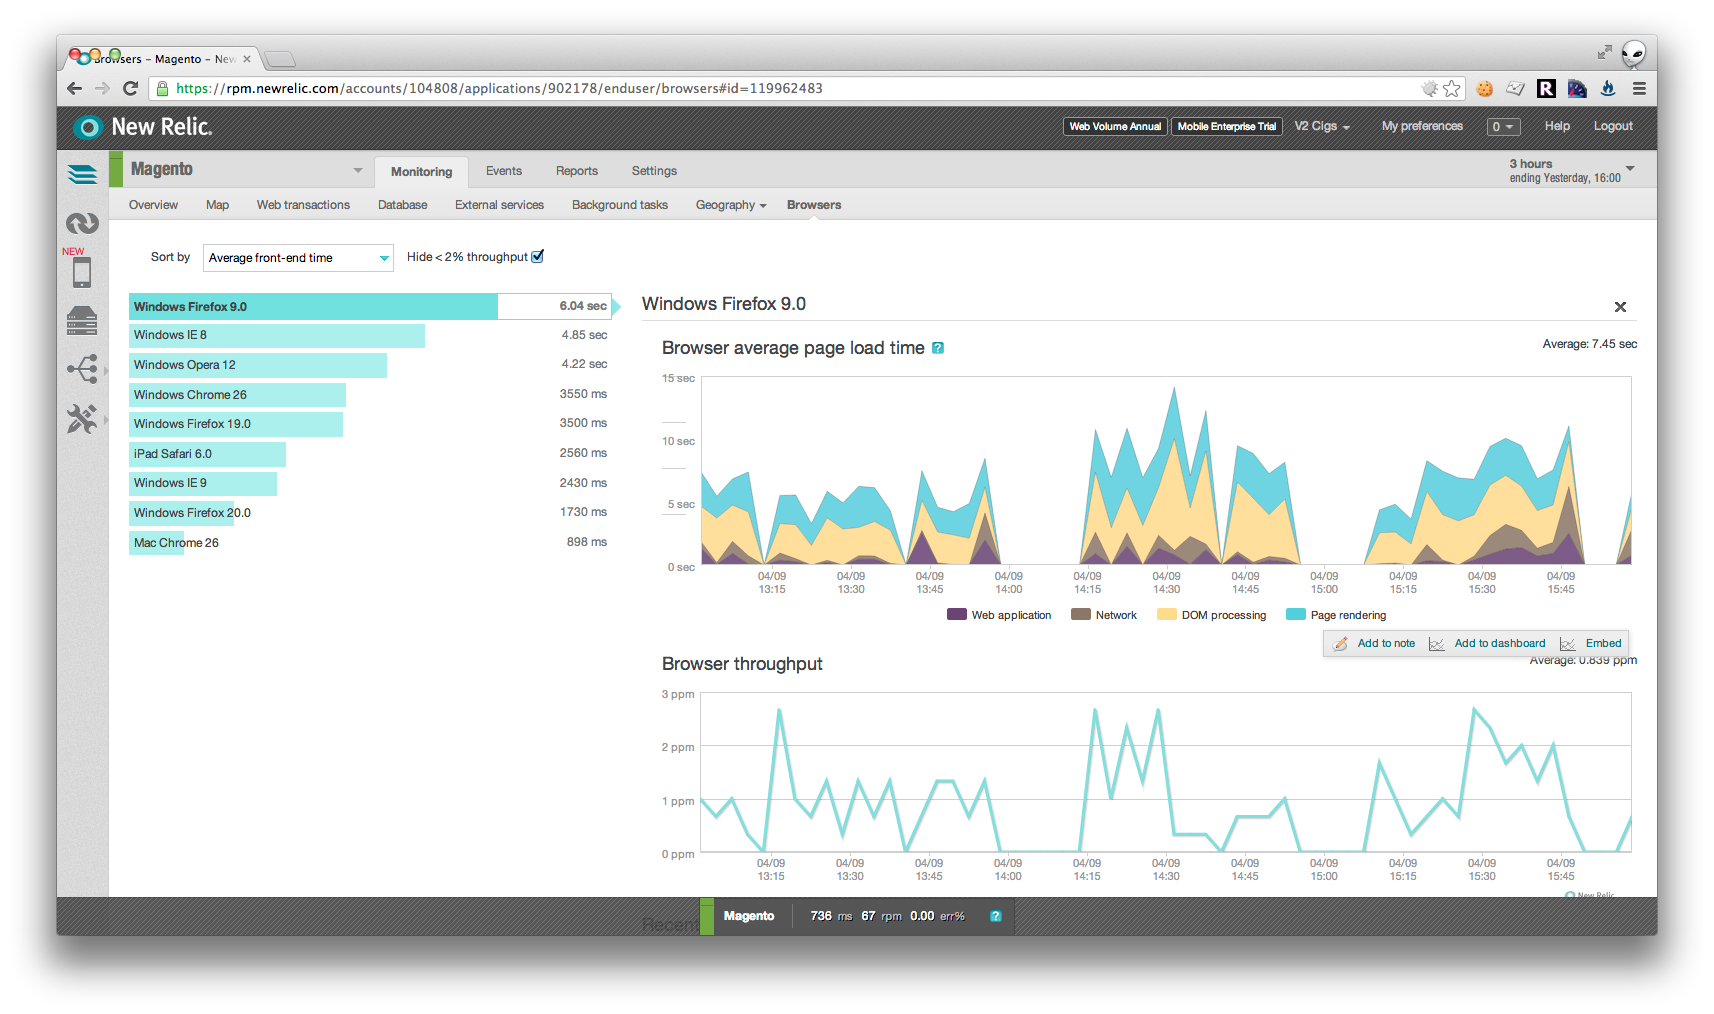 Browsers – Magento – New
https://rpm.newrelic.com/accounts/104808/applications/902178/enduser/browsers#id=119962483
New Relic.
Web Volume Annual
Mobile Enterprise Trial
V2 Cigs
My preferences
0
Help
Logout
Magento
Monitoring
Events
Reports
Settings
3 hours
ending Yesterday, 16:00
Overview
Map
Web transactions
Database
External services
Background tasks
Geography
Browsers
NEW
Sort by
Average front-end time
Hide < 2% throughput
Windows Firefox 9.0 6.04 sec
Windows IE 8 4.85 sec
Windows Opera 12 4.22 sec
Windows Chrome 26 3550 ms
Windows Firefox 19.0 3500 ms
iPad Safari 6.0 2560 ms
Windows IE 9 2430 ms
Windows Firefox 20.0 1730 ms
Mac Chrome 26 898 ms
Windows Firefox 9.0
Browser average page load time ?
Average: 7.45 sec
15 sec
10 sec
5 sec
0 sec
04/09 04/09 04/09 04/09 04/09 04/09 04/09 04/09 04/09 04/09 04/09
13:15 13:30 13:45 14:00 14:15 14:30 14:45 15:00 15:15 15:30 15:45
Web application Network DOM processing Page rendering
Add to note Add to dashboard Embed
Browser throughput
Average: 0.839 ppm
3 ppm
2 ppm
1 ppm
0 ppm
04/09 04/09 04/09 04/09 04/09 04/09 04/09 04/09 04/09 04/09 04/09
13:15 13:30 13:45 14:00 14:15 14:30 14:45 15:00 15:15 15:30 15:45
New Relic
Recent
Magento 736 ms 67 rpm 0.00 err% ?